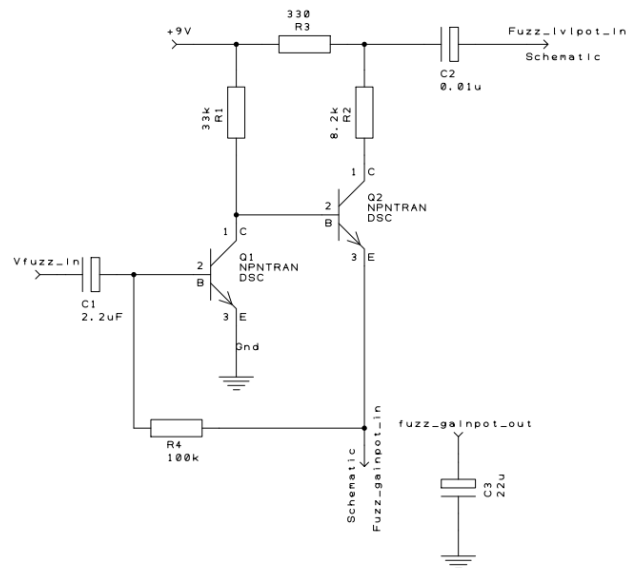 330
R3
+9V
Fuzz_lvlpot_in
Schematic
C2
0.01u
33k
R1
8.2k
R2
1 C
Q2
NPNTRAN
DSC
2
B
3 E
1 C
Q1
NPNTRAN
DSC
2
B
3 E
Vfuzz_in
C1
2.2uF
Gnd
R4
100k
Schematic
Fuzz_gainpot_in
fuzz_gainpot_out
C3
22u